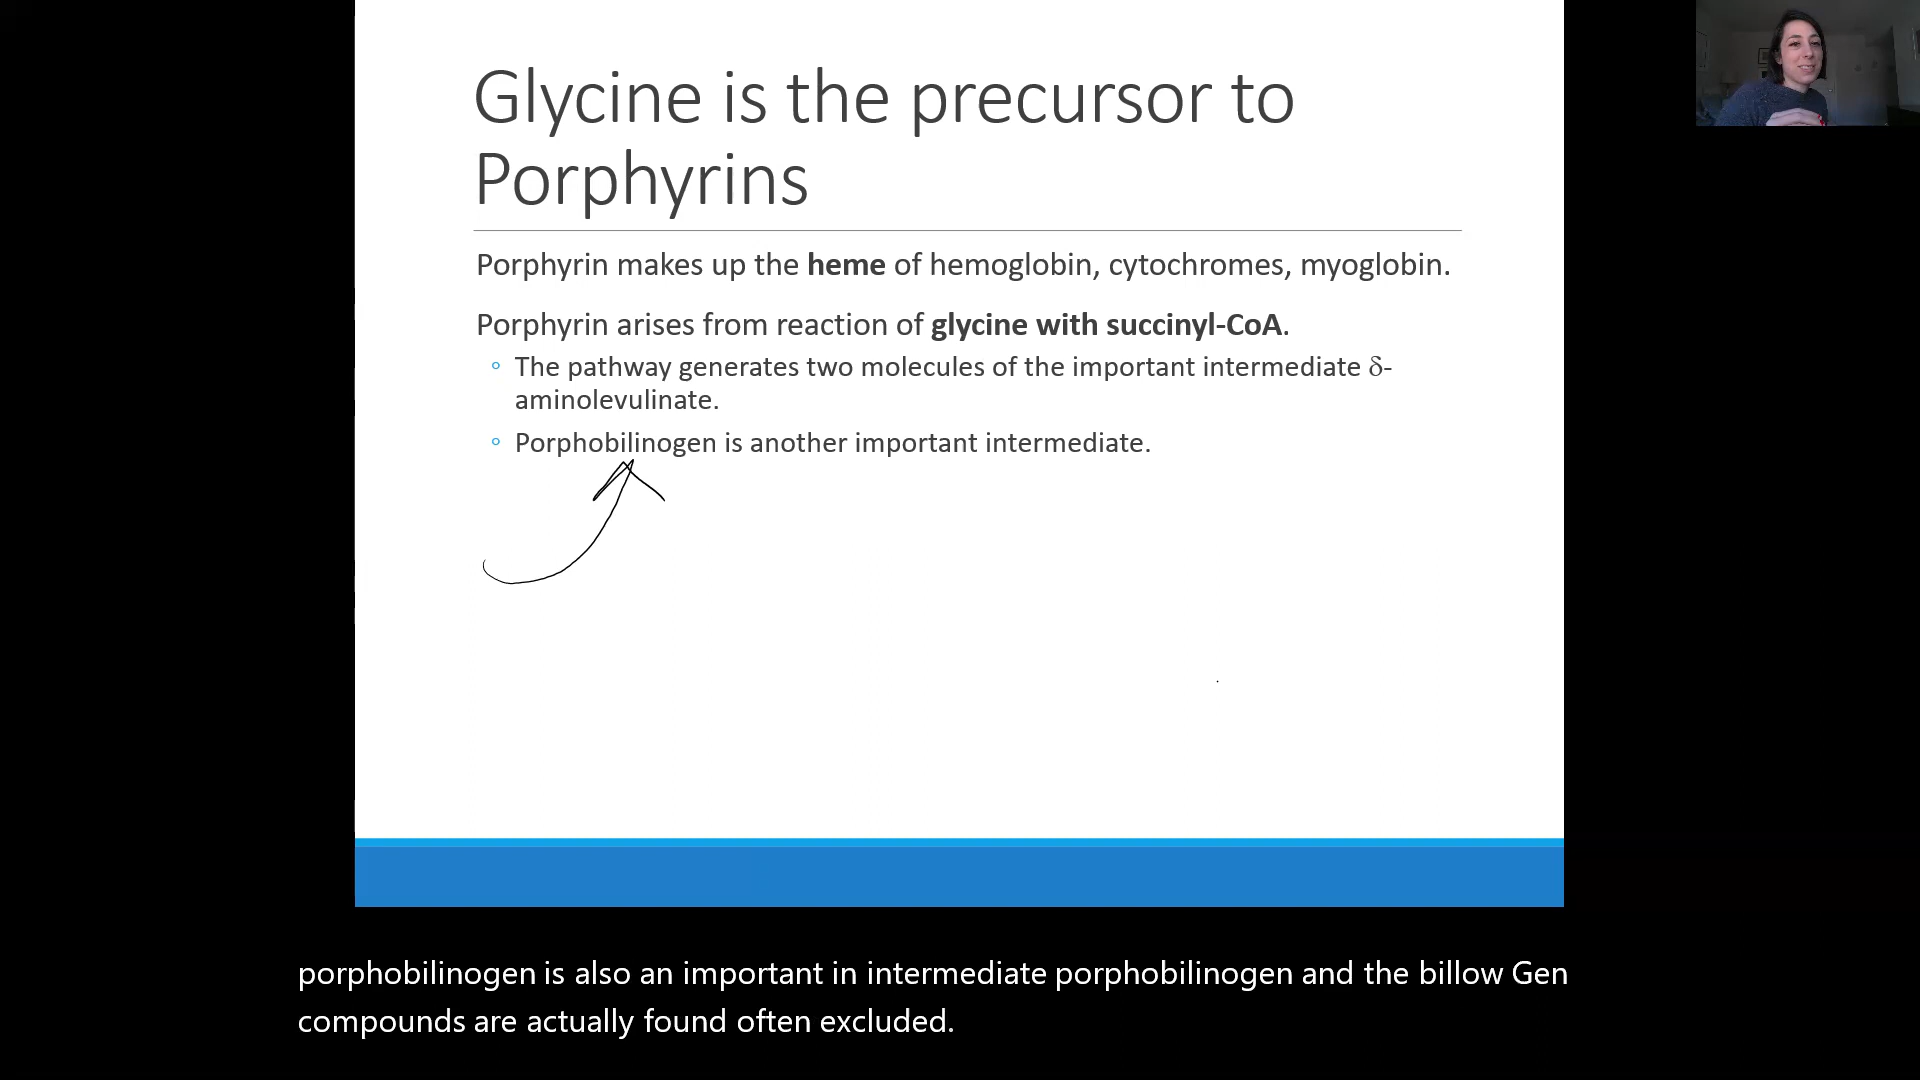 Glycine is the precursor to
Porphyrins
Porphyrin makes up the heme of hemoglobin, cytochromes, myoglobin.
Porphyrin arises from reaction of glycine with succinyl-CoA.
◦ The pathway generates two molecules of the important intermediate δ-
aminolevulinate.
◦ Porphobilinogen is another important intermediate.
porphobilinogen is also an important in intermediate porphobilinogen and the billow Gen
compounds are actually found often excluded.